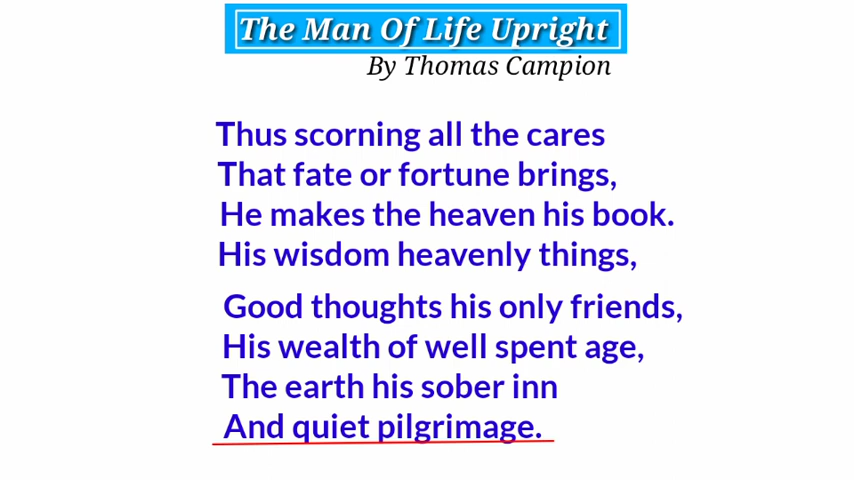 The Man Of Life Upright
By Thomas Campion
Thus scorning all the cares
That fate or fortune brings,
He makes the heaven his book.
His wisdom heavenly things,
Good thoughts his only friends,
His wealth of well spent age,
The earth his sober inn
And quiet pilgrimage.